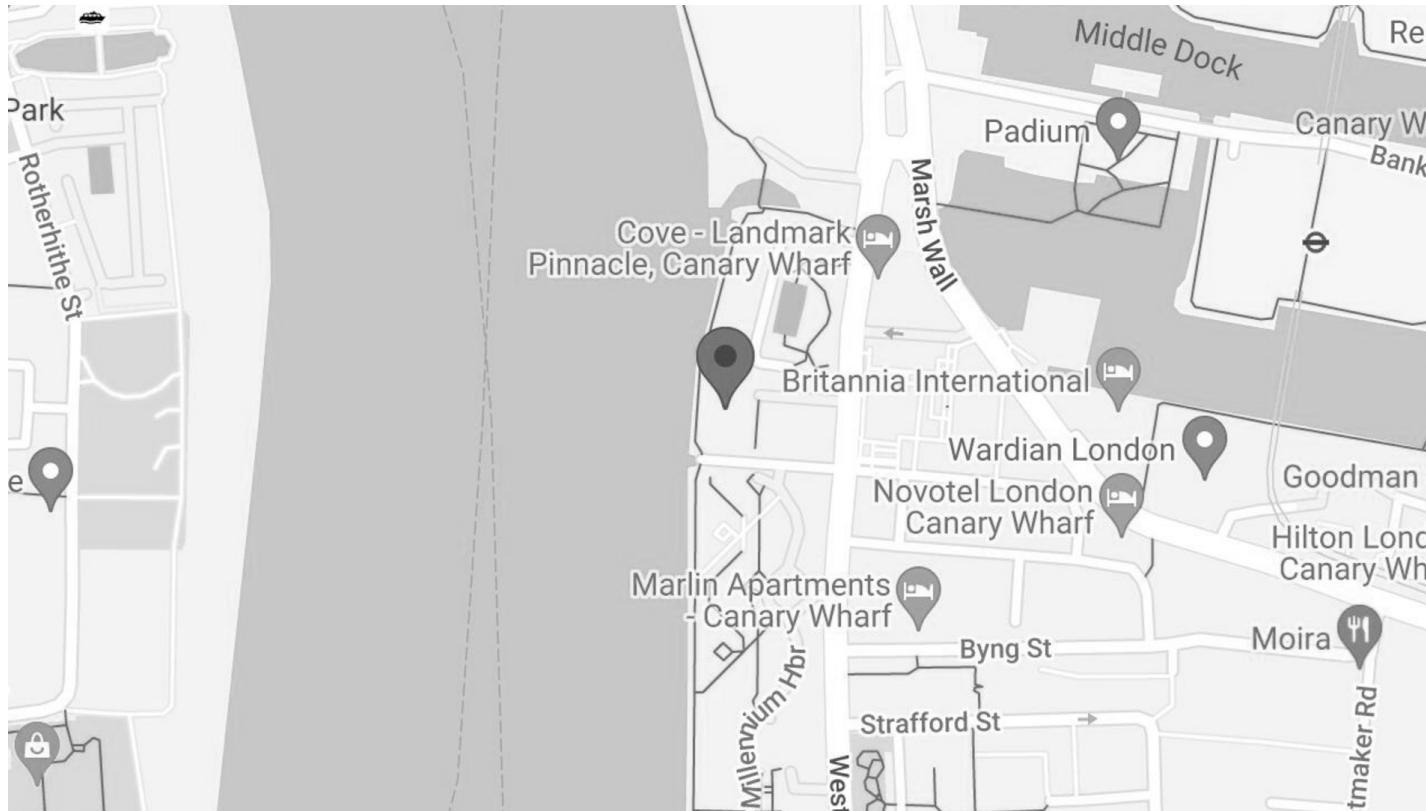 Middle Dock
Re
Park
Padium
Canary W
Bank
Rotherhithe St
Marsh Wall
Cove - Landmark
Pinnacle, Canary Wharf
Britannia International
Wardian London
e
Goodman
Novotel London
Canary Wharf
Hilton Lond
Canary Wh
Marlin Apartments
- Canary Wharf
Byng St
Moira
Millennium Hbr
Strafford St
West
tmaker Rd